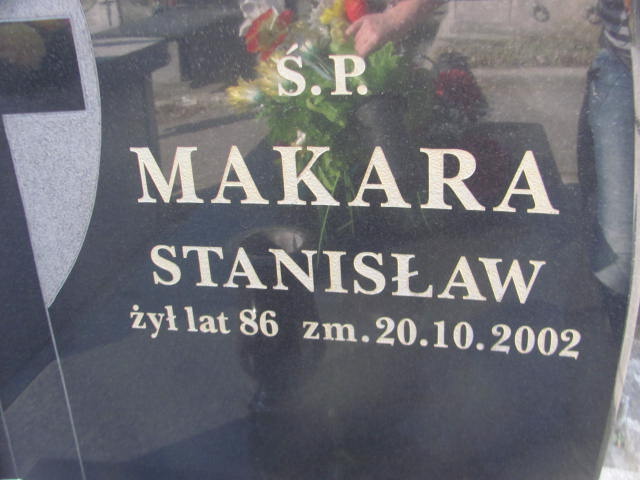 Ś.P.
MAKARA
STANISŁAW
żył lat 86 zm.20.10.2002